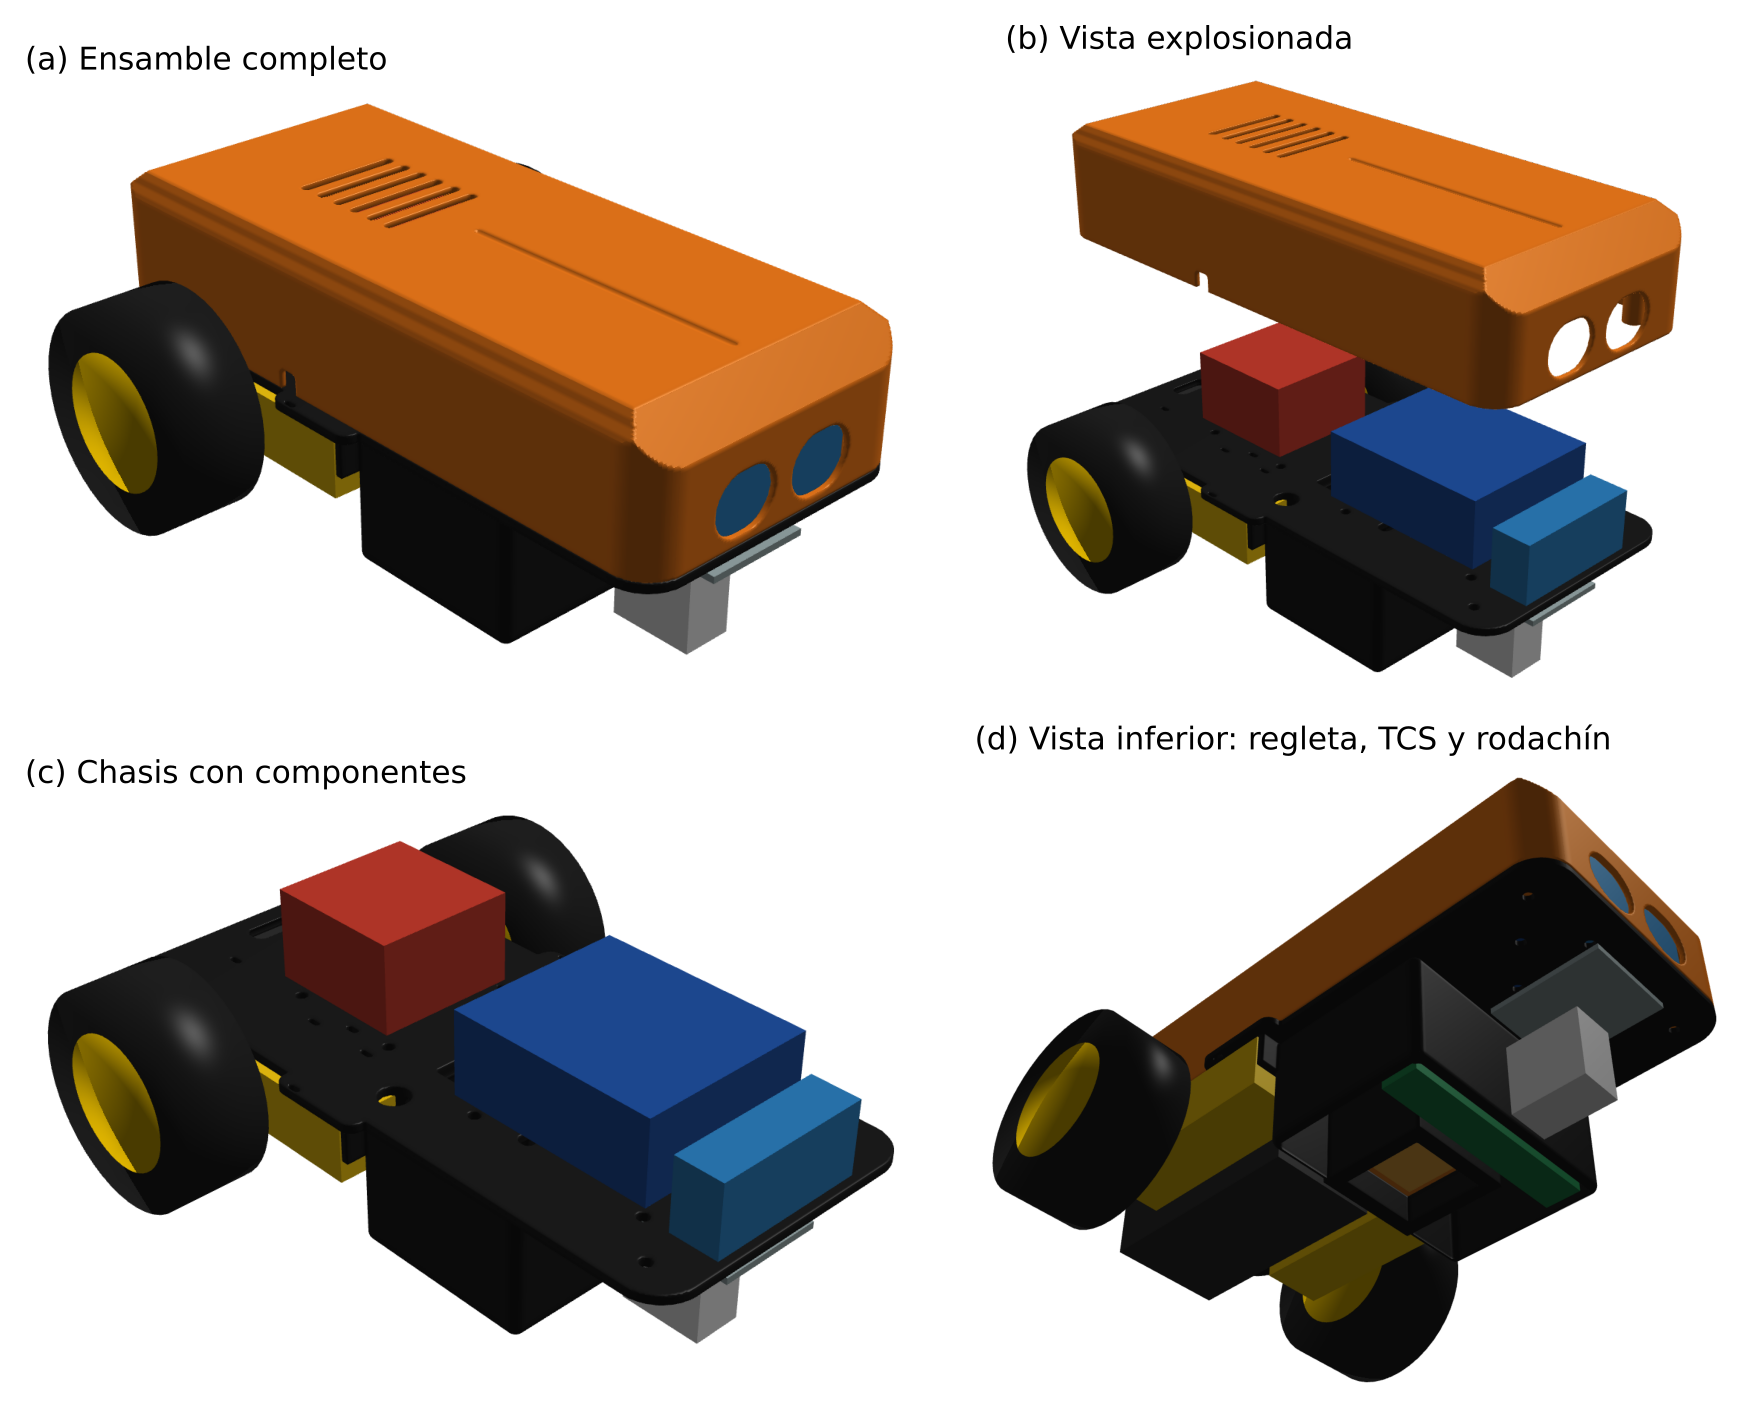 (a) Ensamble completo
(b) Vista explosionada
(c) Chasis con componentes
(d) Vista inferior: regleta, TCS y rodachín